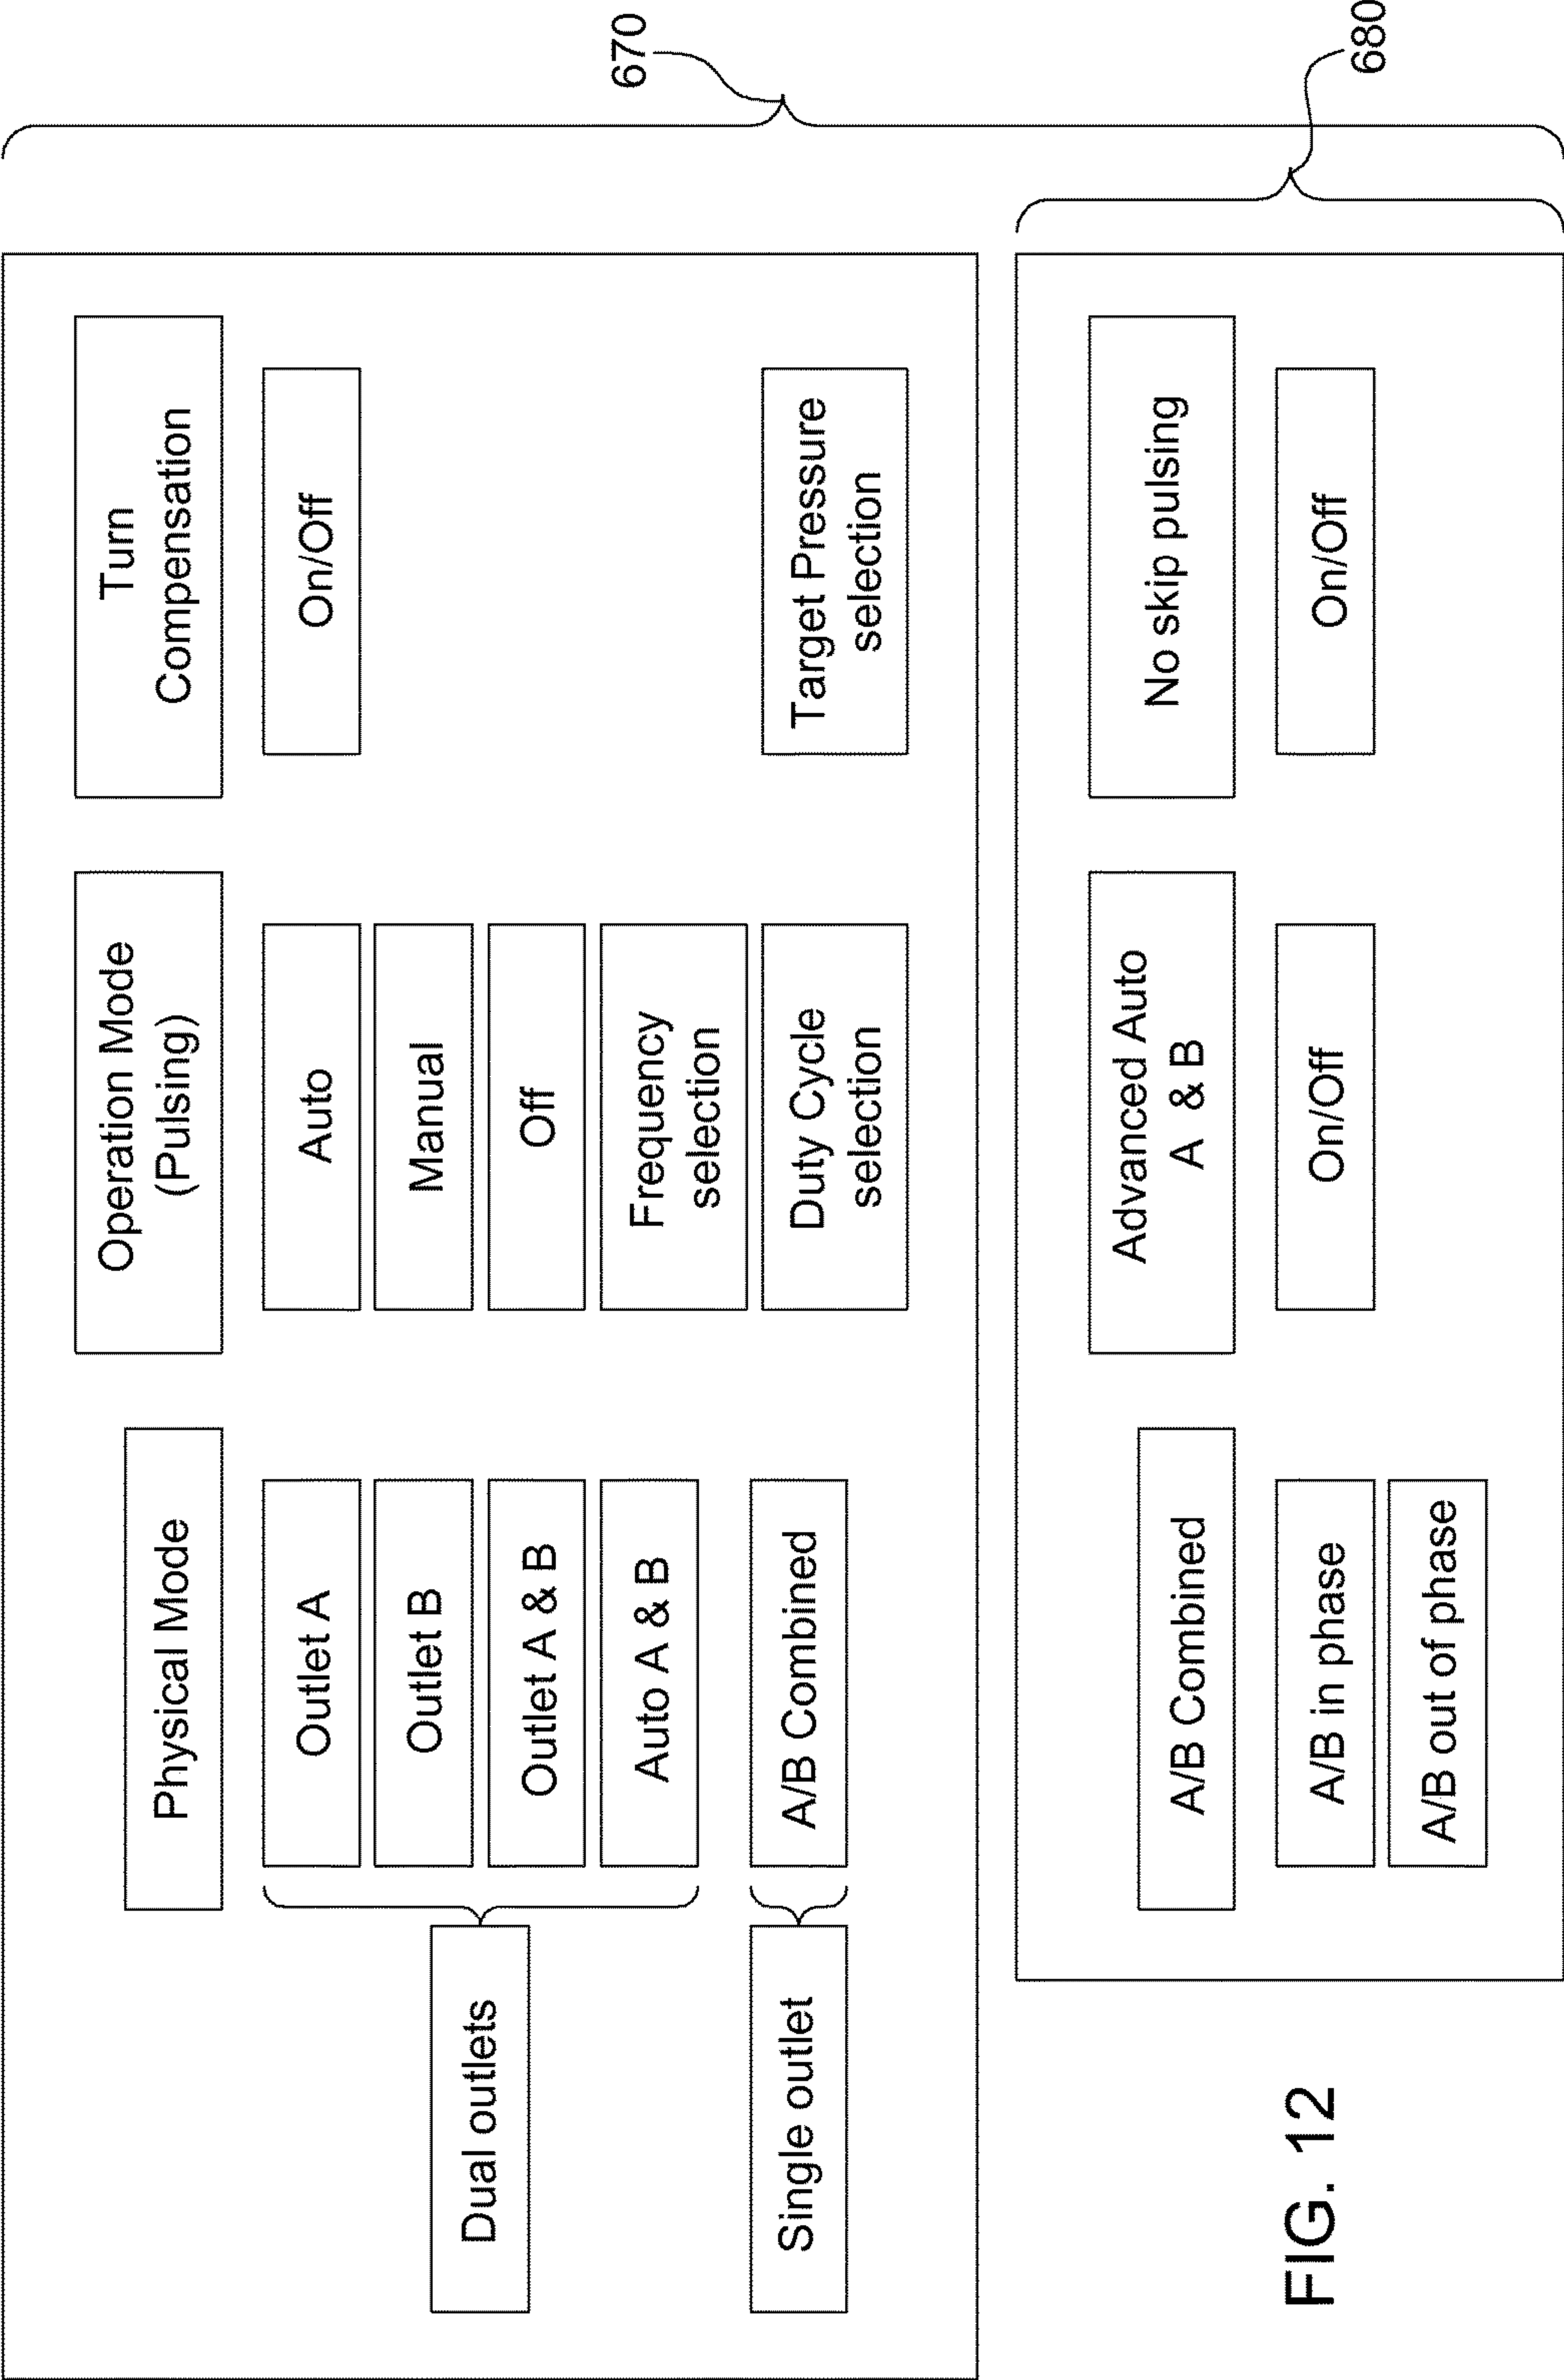 Physical Mode
Operation Mode
(Pulsing)
Turn
Compensation
Dual outlets
Outlet A
Outlet B
Outlet A & B
Auto A & B
Single outlet
A/B Combined
Auto
Manual
Off
Frequency
selection
Duty Cycle
selection
On/Off
Target Pressure
selection
670
A/B Combined
A/B in phase
A/B out of phase
Advanced Auto
A & B
On/Off
No skip pulsing
On/Off
680
FIG. 12